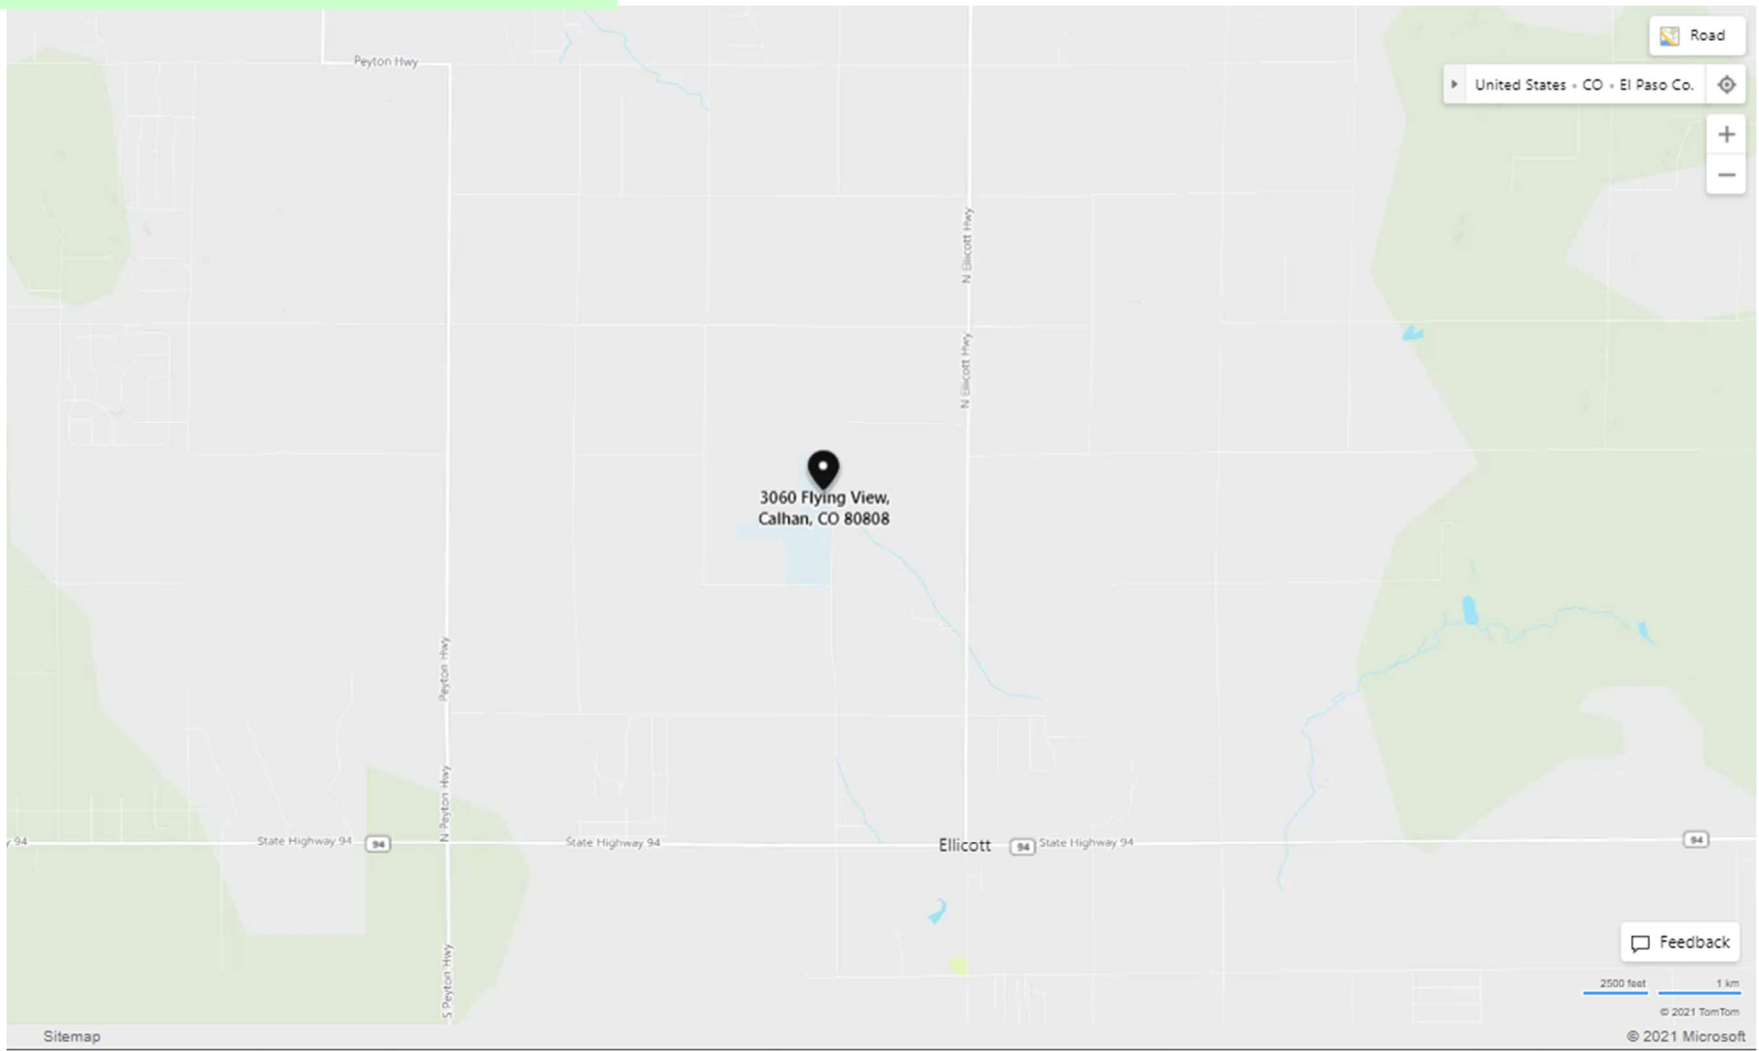 Road
Peyton Hwy
United States • CO • El Paso Co.
N Ellicott Hwy
N Ellicott Hwy
3060 Flying View,
Calhan, CO 80808
Peyton Hwy
N Peyton Hwy
y 94
State Highway 94
94
State Highway 94
Ellicott
94
State Highway 94
94
Feedback
S Peyton Hwy
2500 feet
1 km
© 2021 TomTom
Sitemap
© 2021 Microsoft